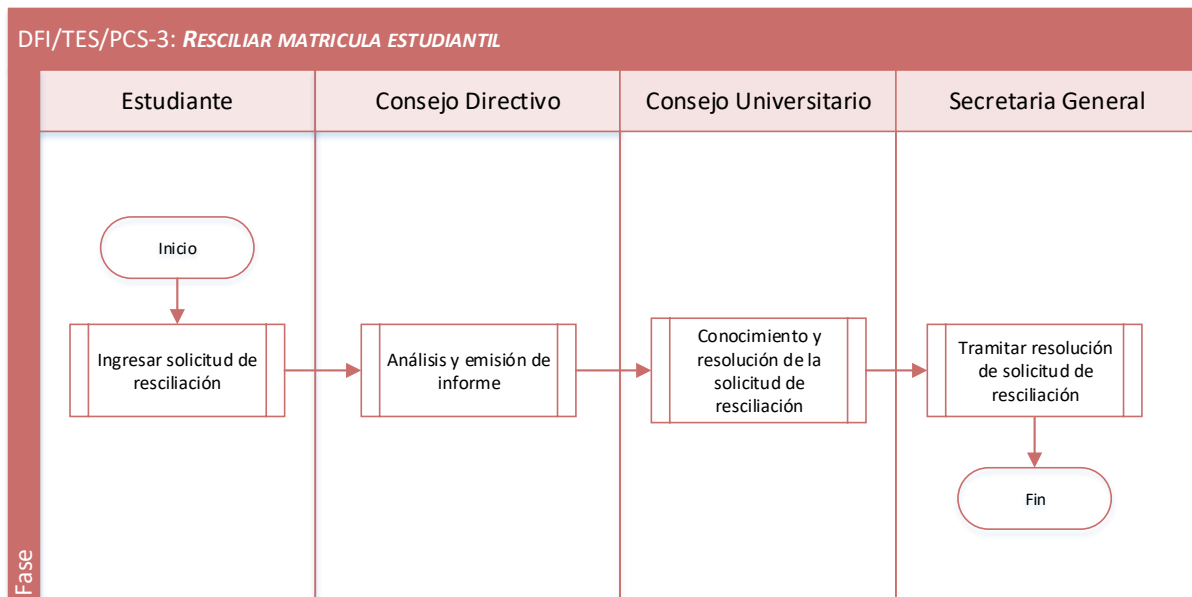 DFI/TES/PCS-3: RESCILIAR MATRICULA ESTUDIANTIL
Estudiante
Consejo Directivo
Consejo Universitario
Secretaria General
Inicio
Ingresar solicitud de
resciliación
Análisis y emisión de
informe
Conocimiento y
resolución de la
solicitud de
resciliación
Tramitar resolución
de solicitud de
resciliación
Fin
Fase